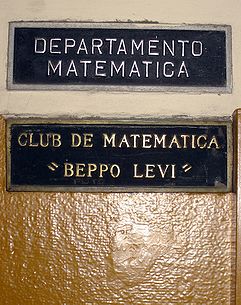 DEPARTAMENTO
MATEMATICA
CLUB DE MATEMATICA
"BEPPO LEVI"